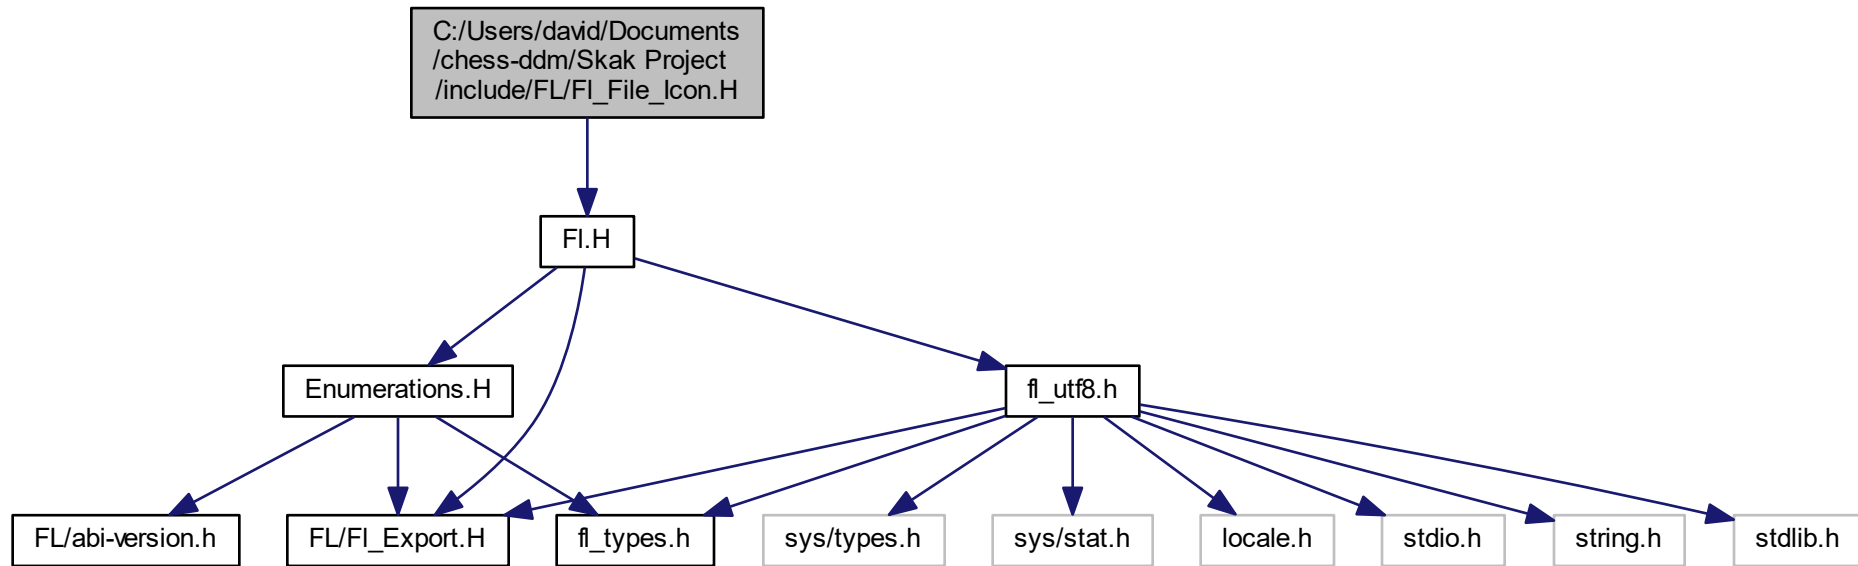 C:/Users/david/Documents
/chess-ddm/Skak Project
/include/FL/Fl_File_Icon.H
Fl.H
Enumerations.H
fl_utf8.h
FL/abi-version.h
FL/Fl_Export.H
fl_types.h
sys/types.h
sys/stat.h
locale.h
stdio.h
string.h
stdlib.h